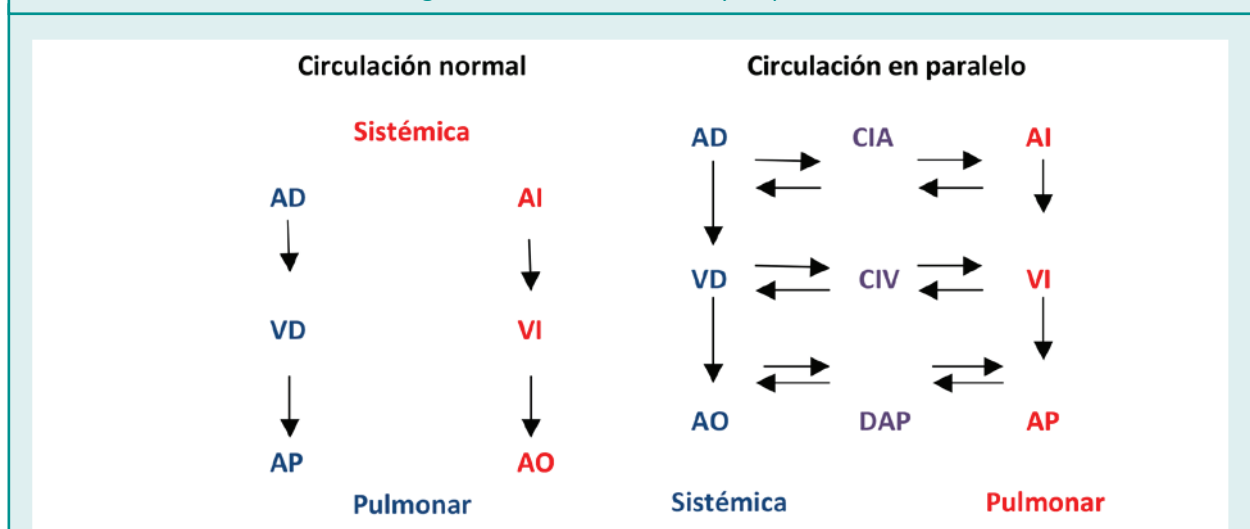 Circulación normal
Sistémica
AD AI
VD VI
AP AO
Pulmonar
Circulación en paralelo
AD CIA AI
VD CIV VI
AO DAP AP
Sistémica Pulmonar